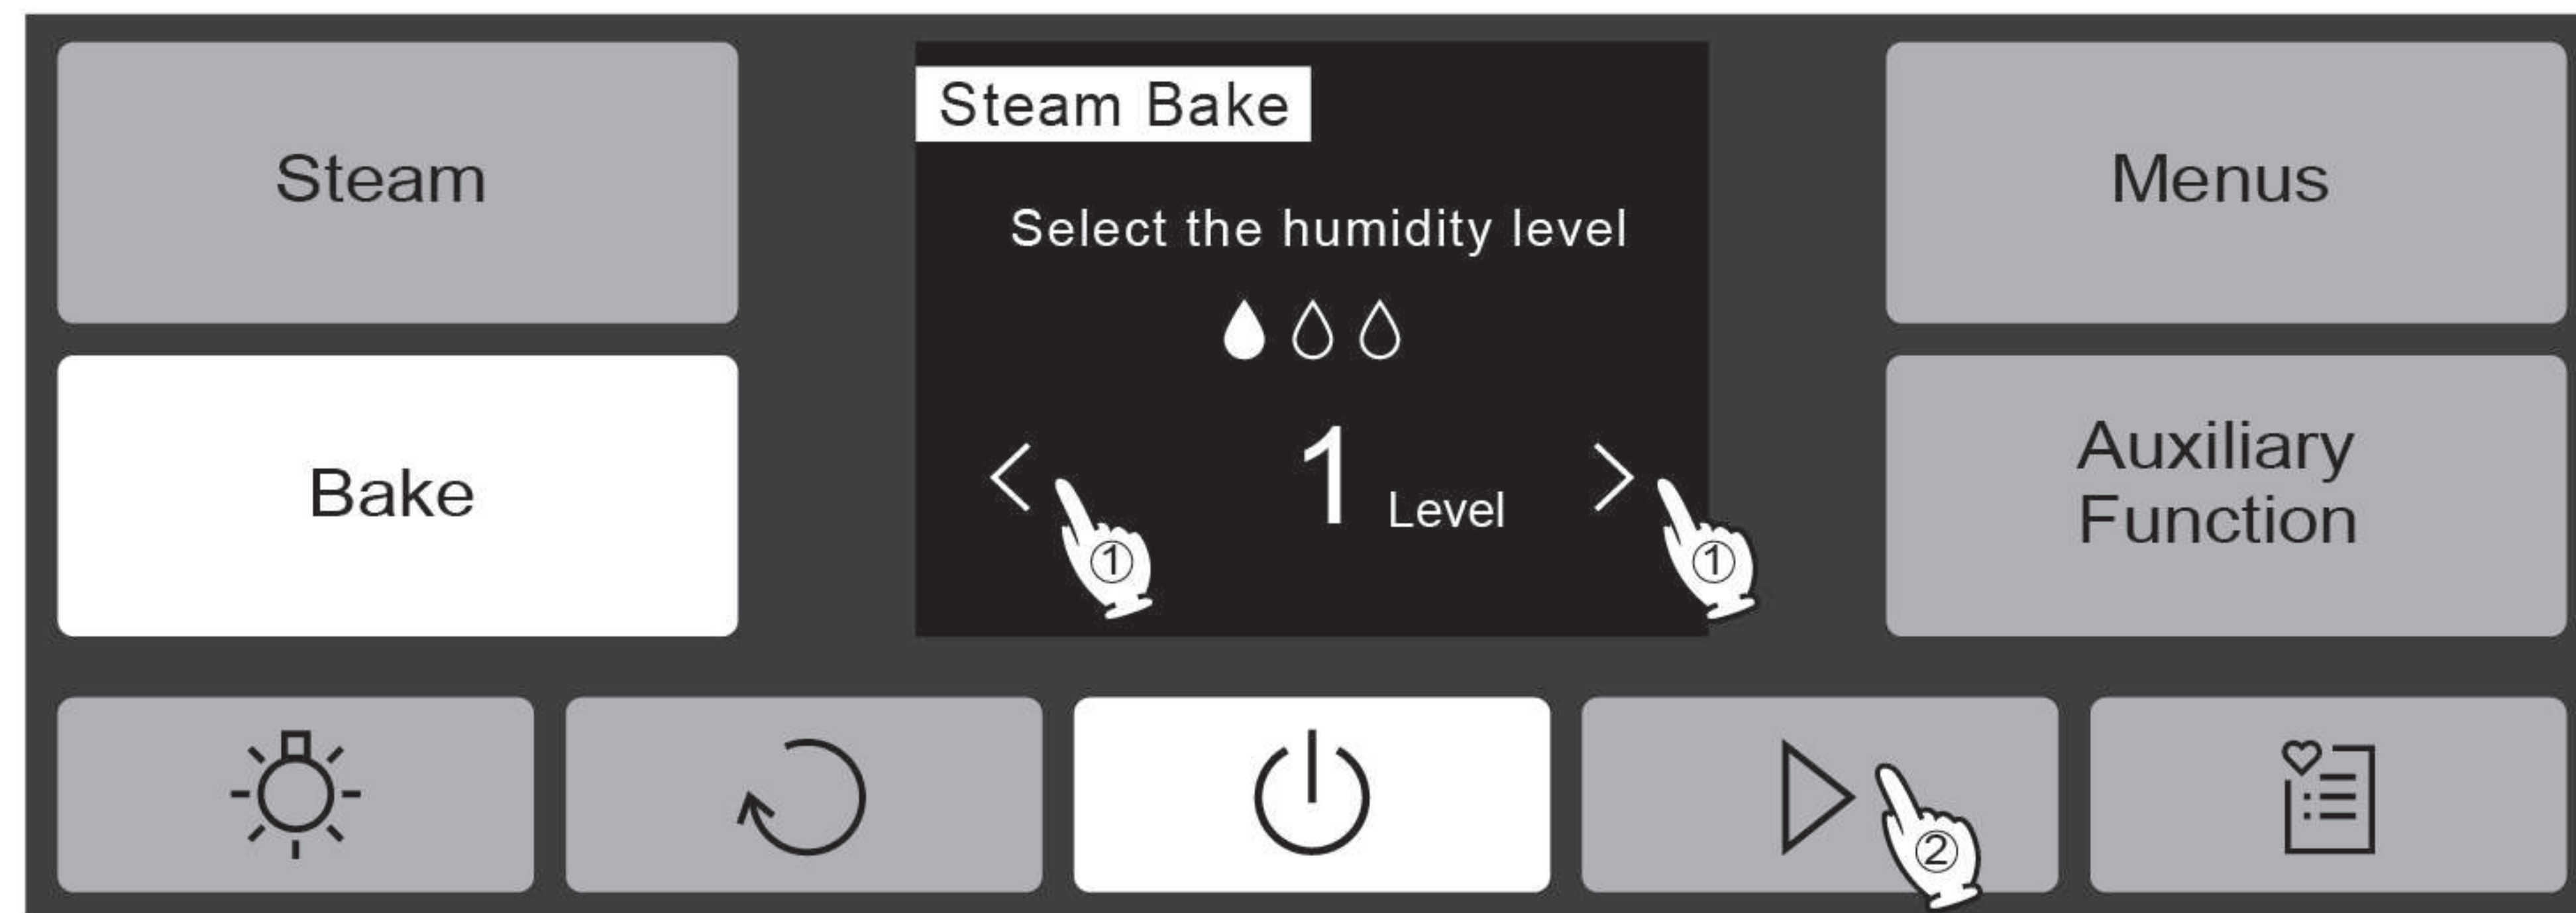 Steam
Bake
Steam Bake
Select the humidity level
1 Level
①
①
Menus
Auxiliary
Function
②